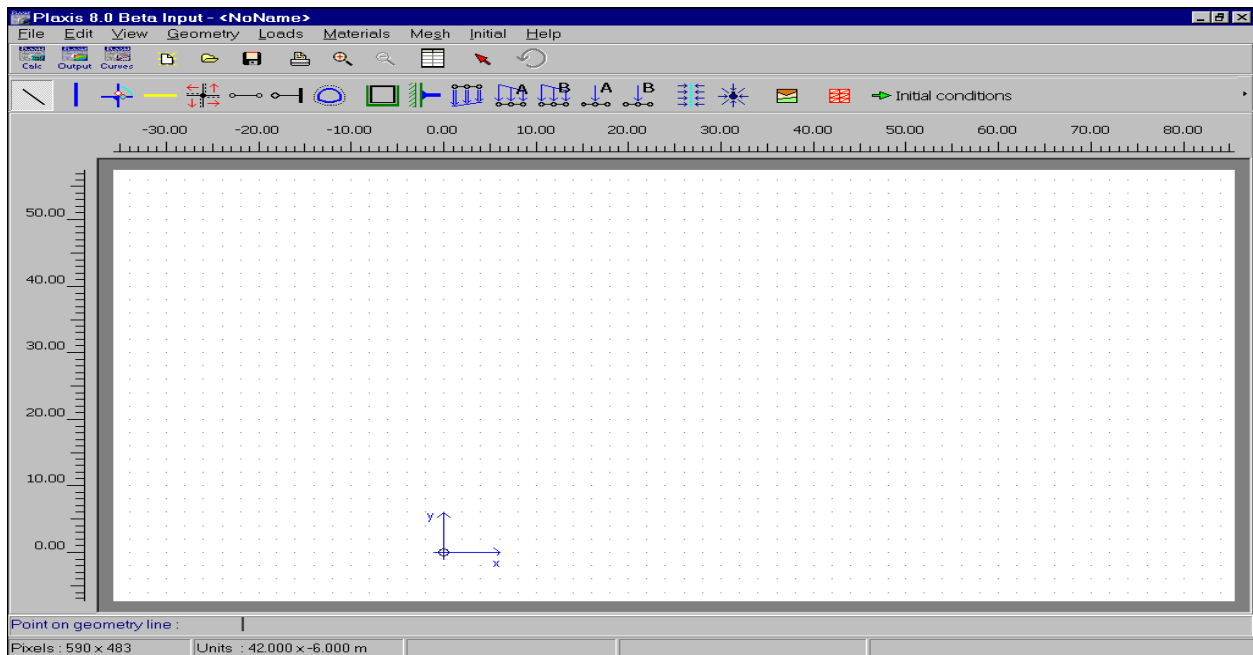 Plaxis 8.0 Beta Input - <NoName>
File Edit View Geometry Loads Materials Mesh Initial Help
Calc Output Curves
A B A B Initial conditions
-30.00 -20.00 -10.00 0.00 10.00 20.00 30.00 40.00 50.00 60.00 70.00 80.00
50.00
40.00
30.00
20.00
10.00
y
0.00
x
Point on geometry line :
Pixels : 590 x 483 Units : 42.000 x -6.000 m